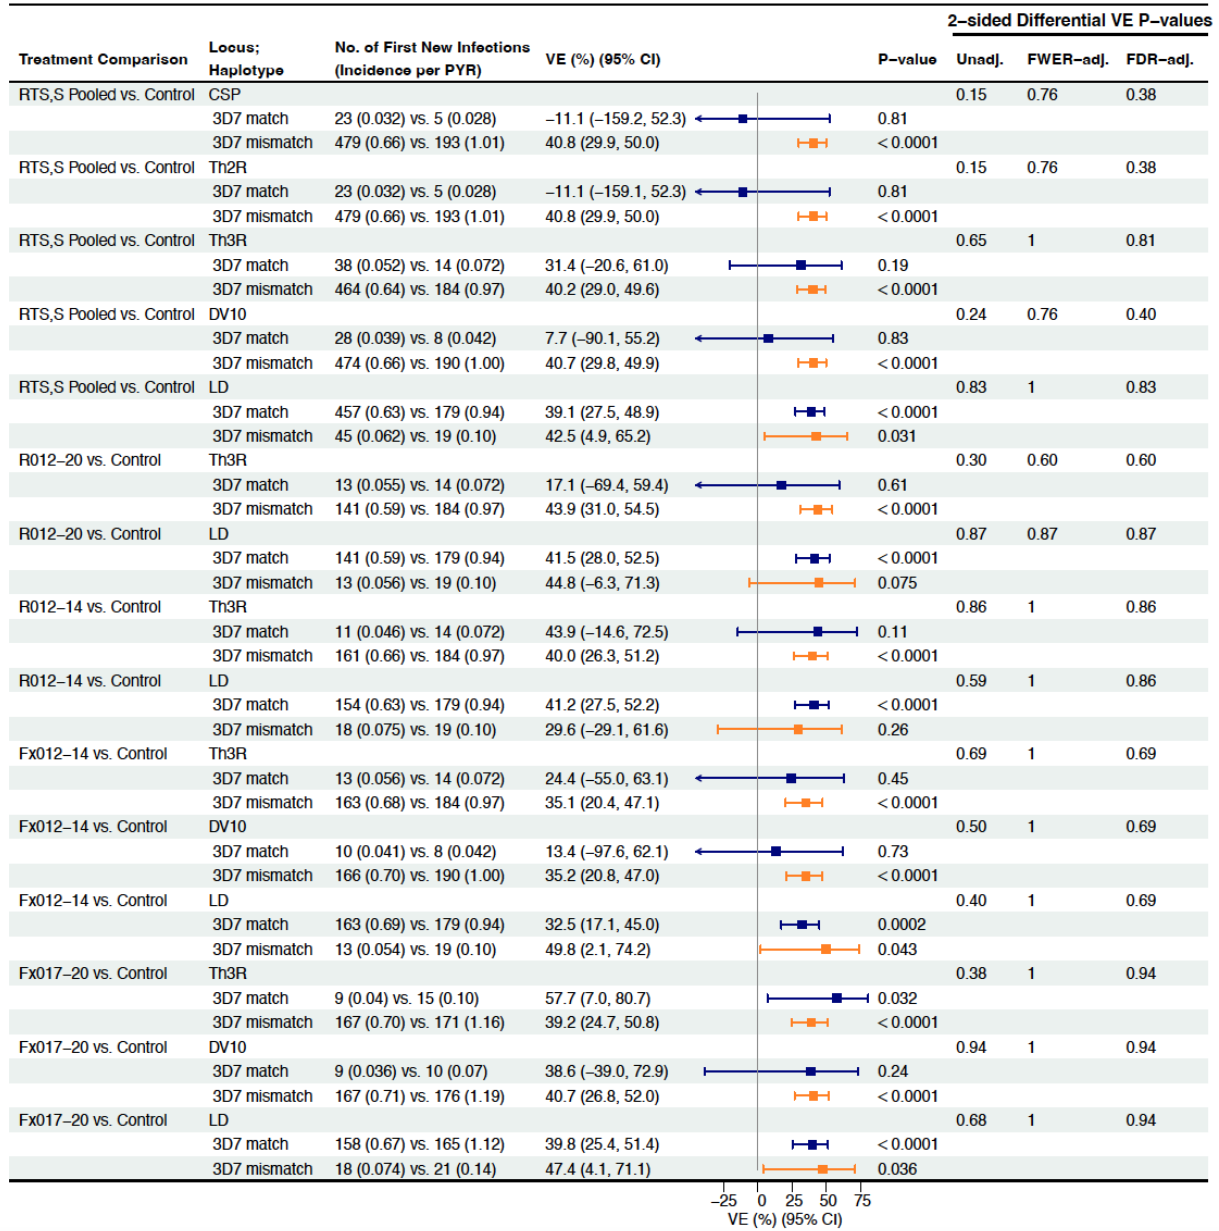 2−sided Differential VE P−values
Treatment Comparison Locus; Haplotype No. of First New Infections (Incidence per PYR) VE (%) (95% CI) P−value Unadj. FWER−adj. FDR−adj.
RTS,S Pooled vs. Control CSP 0.15 0.76 0.38
3D7 match 23 (0.032) vs. 5 (0.028) −11.1 (−159.2, 52.3) 0.81
3D7 mismatch 479 (0.66) vs. 193 (1.01) 40.8 (29.9, 50.0) < 0.0001
RTS,S Pooled vs. Control Th2R 0.15 0.76 0.38
3D7 match 23 (0.032) vs. 5 (0.028) −11.1 (−159.1, 52.3) 0.81
3D7 mismatch 479 (0.66) vs. 193 (1.01) 40.8 (29.9, 50.0) < 0.0001
RTS,S Pooled vs. Control Th3R 0.65 1 0.81
3D7 match 38 (0.052) vs. 14 (0.072) 31.4 (−20.6, 61.0) 0.19
3D7 mismatch 464 (0.64) vs. 184 (0.97) 40.2 (29.0, 49.6) < 0.0001
RTS,S Pooled vs. Control DV10 0.24 0.76 0.40
3D7 match 28 (0.039) vs. 8 (0.042) 7.7 (−90.1, 55.2) 0.83
3D7 mismatch 474 (0.66) vs. 190 (1.00) 40.7 (29.8, 49.9) < 0.0001
RTS,S Pooled vs. Control LD 0.83 1 0.83
3D7 match 457 (0.63) vs. 179 (0.94) 39.1 (27.5, 48.9) < 0.0001
3D7 mismatch 45 (0.062) vs. 19 (0.10) 42.5 (4.9, 65.2) 0.031
R012−20 vs. Control Th3R 0.30 0.60 0.60
3D7 match 13 (0.055) vs. 14 (0.072) 17.1 (−69.4, 59.4) 0.61
3D7 mismatch 141 (0.59) vs. 184 (0.97) 43.9 (31.0, 54.5) < 0.0001
R012−20 vs. Control LD 0.87 0.87 0.87
3D7 match 141 (0.59) vs. 179 (0.94) 41.5 (28.0, 52.5) < 0.0001
3D7 mismatch 13 (0.056) vs. 19 (0.10) 44.8 (−6.3, 71.3) 0.075
R012−14 vs. Control Th3R 0.86 1 0.86
3D7 match 11 (0.046) vs. 14 (0.072) 43.9 (−14.6, 72.5) 0.11
3D7 mismatch 161 (0.66) vs. 184 (0.97) 40.0 (26.3, 51.2) < 0.0001
R012−14 vs. Control LD 0.59 1 0.86
3D7 match 154 (0.63) vs. 179 (0.94) 41.2 (27.5, 52.2) < 0.0001
3D7 mismatch 18 (0.075) vs. 19 (0.10) 29.6 (−29.1, 61.6) 0.26
Fx012−14 vs. Control Th3R 0.69 1 0.69
3D7 match 13 (0.056) vs. 14 (0.072) 24.4 (−55.0, 63.1) 0.45
3D7 mismatch 163 (0.68) vs. 184 (0.97) 35.1 (20.4, 47.1) < 0.0001
Fx012−14 vs. Control DV10 0.50 1 0.69
3D7 match 10 (0.041) vs. 8 (0.042) 13.4 (−97.6, 62.1) 0.73
3D7 mismatch 166 (0.70) vs. 190 (1.00) 35.2 (20.8, 47.0) < 0.0001
Fx012−14 vs. Control LD 0.40 1 0.69
3D7 match 163 (0.69) vs. 179 (0.94) 32.5 (17.1, 45.0) 0.0002
3D7 mismatch 13 (0.054) vs. 19 (0.10) 49.8 (2.1, 74.2) 0.043
Fx017−20 vs. Control Th3R 0.38 1 0.94
3D7 match 9 (0.04) vs. 15 (0.10) 57.7 (7.0, 80.7) 0.032
3D7 mismatch 167 (0.70) vs. 171 (1.16) 39.2 (24.7, 50.8) < 0.0001
Fx017−20 vs. Control DV10 0.94 1 0.94
3D7 match 9 (0.036) vs. 10 (0.07) 38.6 (−39.0, 72.9) 0.24
3D7 mismatch 167 (0.71) vs. 176 (1.19) 40.7 (26.8, 52.0) < 0.0001
Fx017−20 vs. Control LD 0.68 1 0.94
3D7 match 158 (0.67) vs. 165 (1.12) 39.8 (25.4, 51.4) < 0.0001
3D7 mismatch 18 (0.074) vs. 21 (0.14) 47.4 (4.1, 71.1) 0.036
−25 0 25 50 75
VE (%) (95% CI)